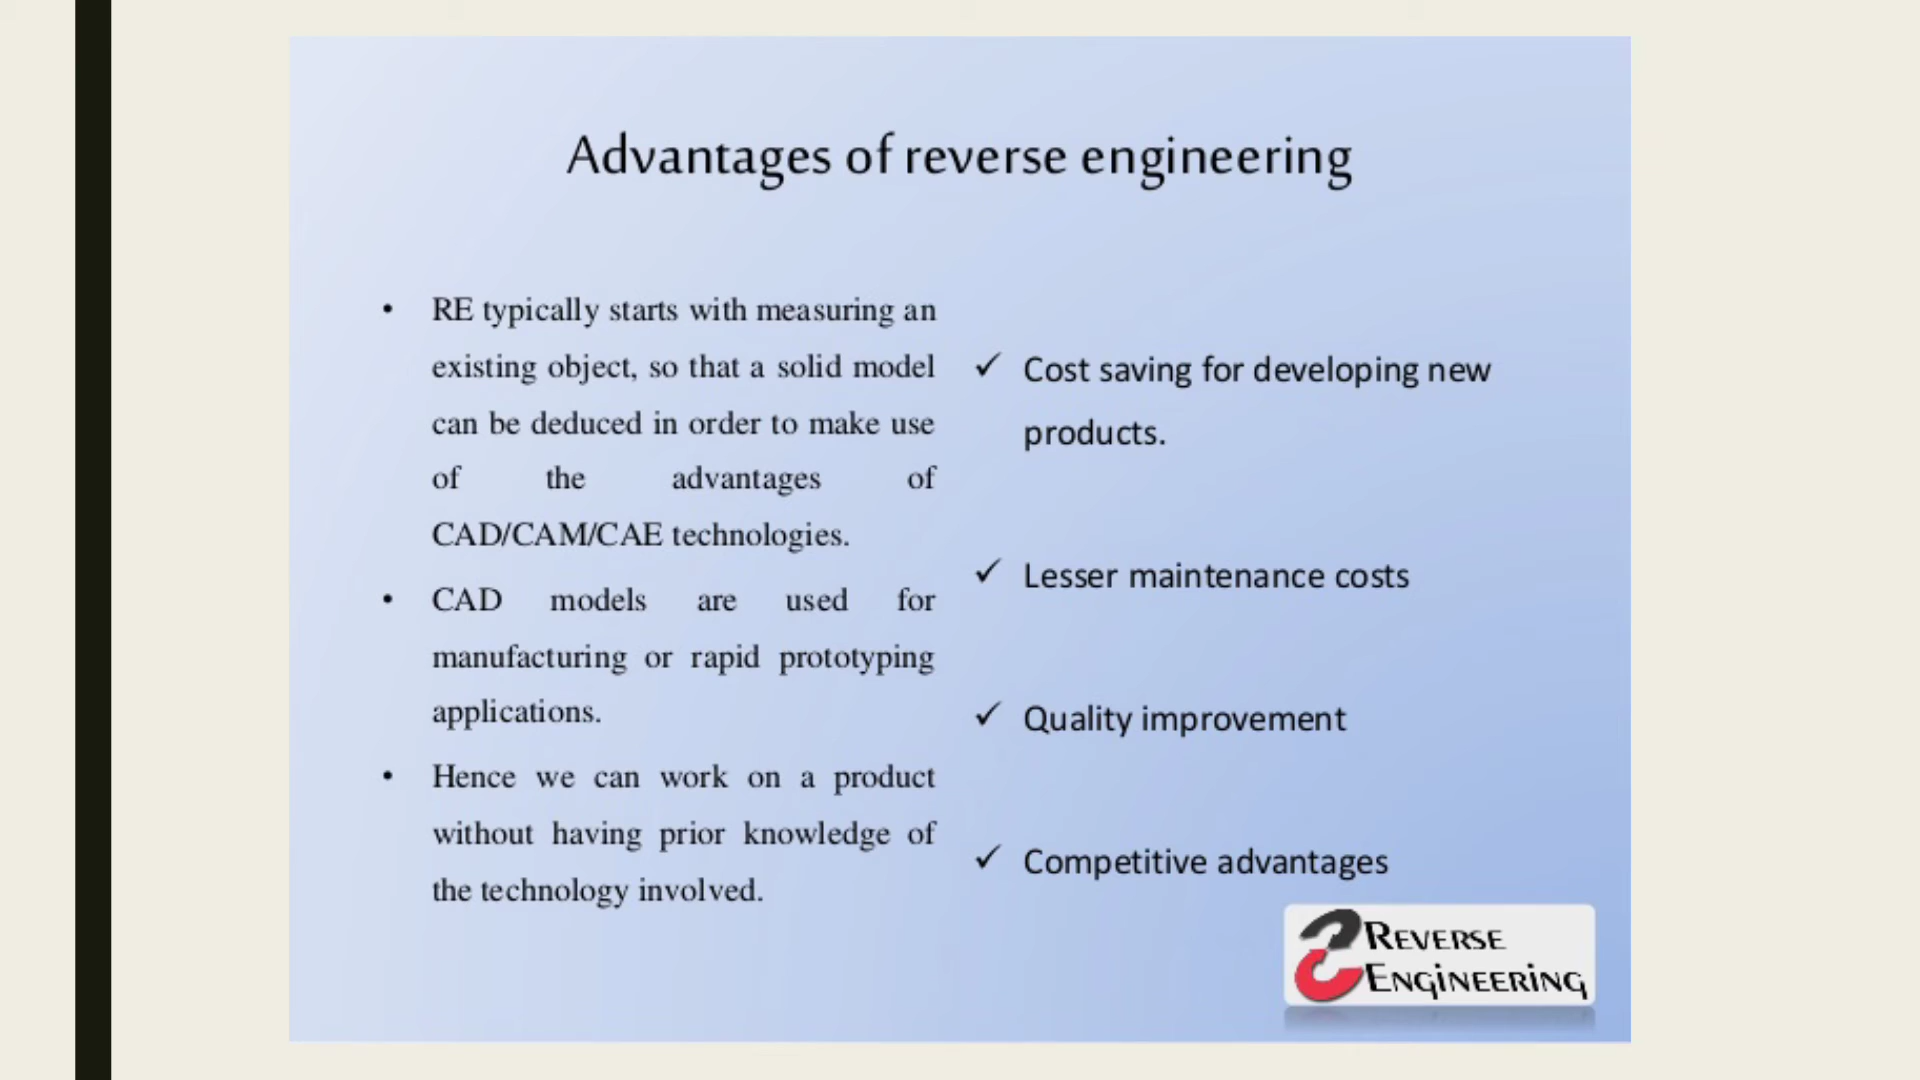 Advantages of reverse engineering
• RE typically starts with measuring an
existing object, so that a solid model
can be deduced in order to make use
of the advantages of
CAD/CAM/CAE technologies.
• CAD models are used for
manufacturing or rapid prototyping
applications.
• Hence we can work on a product
without having prior knowledge of
the technology involved.
✓ Cost saving for developing new
products.
✓ Lesser maintenance costs
✓ Quality improvement
✓ Competitive advantages
REVERSE
ENGINEERING